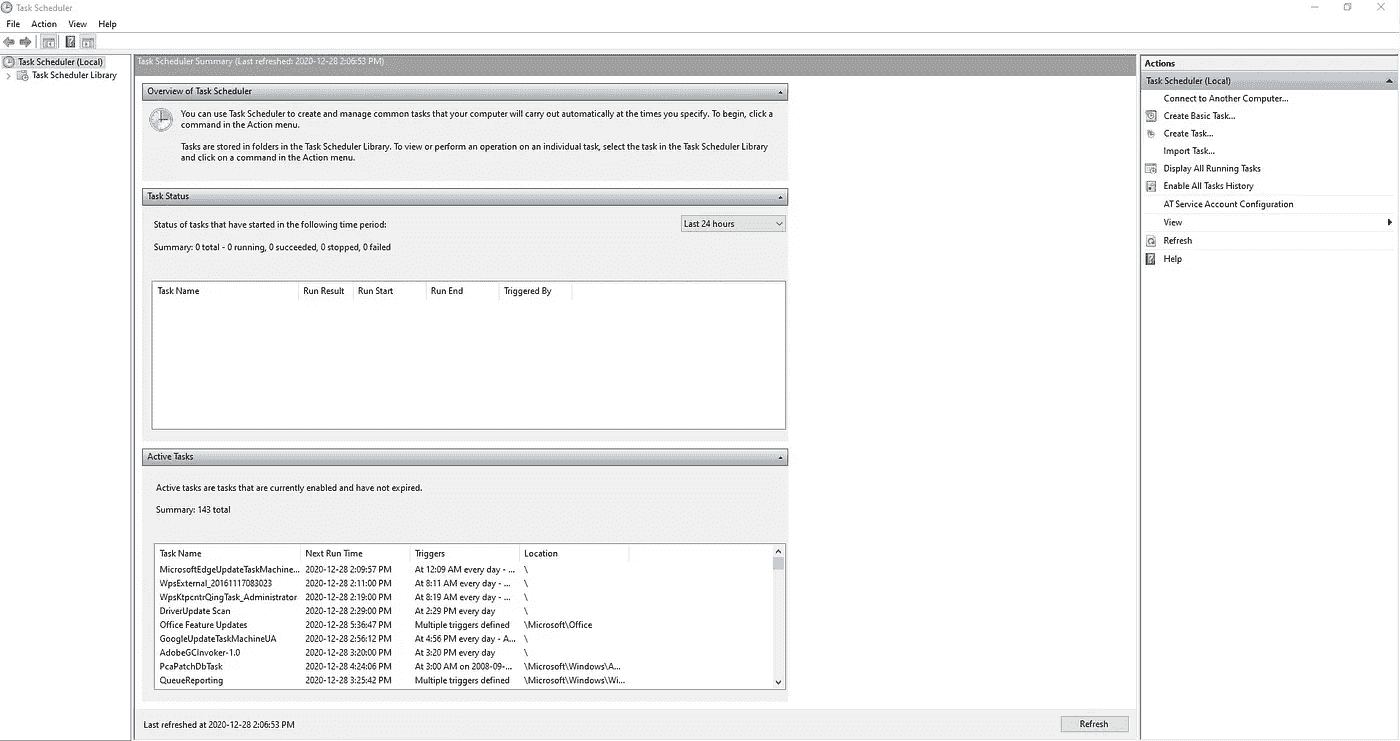 Task Scheduler
File Action View Help
Task Scheduler (Local)
Task Scheduler Library
Task Scheduler Summary (Last refreshed: 2020-12-28 2:06:53 PM)
Overview of Task Scheduler
You can use Task Scheduler to create and manage common tasks that your computer will carry out automatically at the times you specify. To begin, click a
command in the Action menu.
Tasks are stored in folders in the Task Scheduler Library. To view or perform an operation on an individual task, select the task in the Task Scheduler Library
and click on a command in the Action menu.
Task Status
Status of tasks that have started in the following time period:
Last 24 hours
Summary: 0 total - 0 running, 0 succeeded, 0 stopped, 0 failed
Task Name Run Result Run Start Run End Triggered By
Active Tasks
Active tasks are tasks that are currently enabled and have not expired.
Summary: 143 total
Task Name Next Run Time Triggers Location
MicrosoftEdgeUpdateTaskMachine... 2020-12-28 2:09:57 PM At 12:09 AM every day - ... \
WpsExternal_20161117083023 2020-12-28 2:11:00 PM At 8:11 AM every day - ... \
WpsKtpcntrQingTask_Administrator 2020-12-28 2:19:00 PM At 8:19 AM every day - ... \
DriverUpdate Scan 2020-12-28 2:29:00 PM At 2:29 PM every day \
Office Feature Updates 2020-12-28 5:36:47 PM Multiple triggers defined \Microsoft\Office
GoogleUpdateTaskMachineUA 2020-12-28 2:56:12 PM At 4:56 PM every day - A... \
AdobeGCInvoker-1.0 2020-12-28 3:20:00 PM At 3:20 PM every day \
PcaPatchDbTask 2020-12-28 4:24:06 PM At 3:00 AM on 2008-09-... \Microsoft\Windows\A...
QueueReporting 2020-12-28 3:25:42 PM Multiple triggers defined \Microsoft\Windows\Wi...
Last refreshed at 2020-12-28 2:06:53 PM
Refresh
Actions
Task Scheduler (Local)
Connect to Another Computer...
Create Basic Task...
Create Task...
Import Task...
Display All Running Tasks
Enable All Tasks History
AT Service Account Configuration
View
Refresh
Help